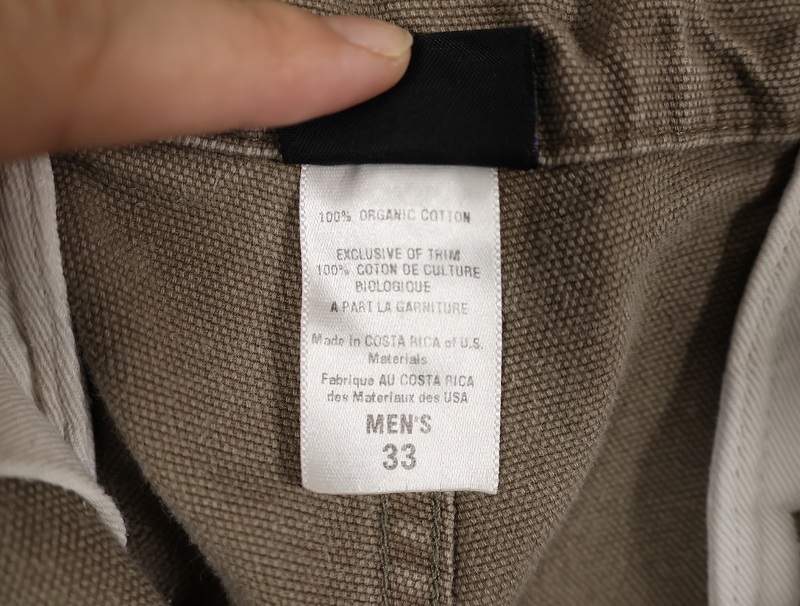 100% ORGANIC COTTON
EXCLUSIVE OF TRIM
100% COTON DE CULTURE
BIOLOGIQUE
A PART LA GARNITURE
Made in COSTA RICA of U.S.
Materials
Fabrique AU COSTA RICA
des Materiaux des USA
MEN'S
33